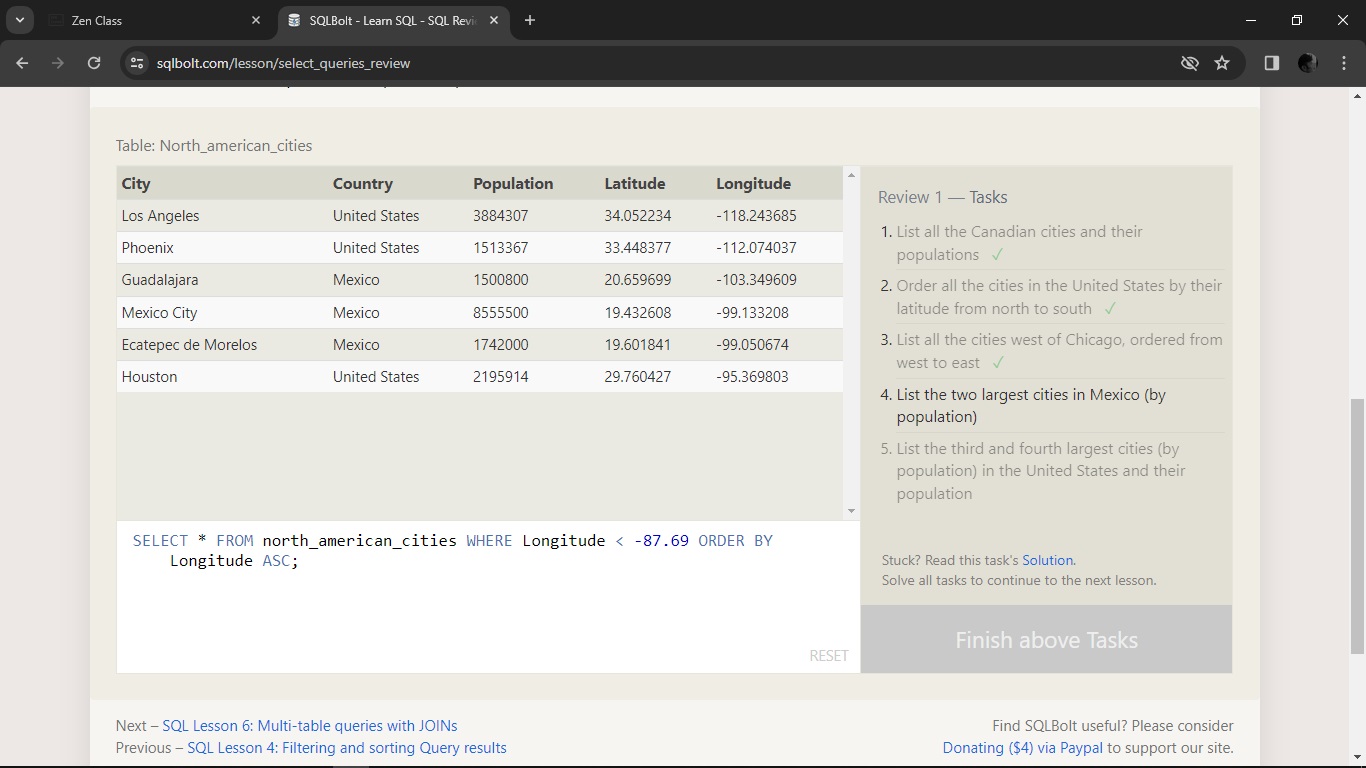 Zen Class
SQLBolt - Learn SQL - SQL Revi
sqlbolt.com/lesson/select_queries_review
Table: North_american_cities
City Country Population Latitude Longitude
Los Angeles United States 3884307 34.052234 -118.243685
Phoenix United States 1513367 33.448377 -112.074037
Guadalajara Mexico 1500800 20.659699 -103.349609
Mexico City Mexico 8555500 19.432608 -99.133208
Ecatepec de Morelos Mexico 1742000 19.601841 -99.050674
Houston United States 2195914 29.760427 -95.369803
SELECT * FROM north_american_cities WHERE Longitude < -87.69 ORDER BY
Longitude ASC;
RESET
Review 1 — Tasks
1. List all the Canadian cities and their
populations ✓
2. Order all the cities in the United States by their
latitude from north to south ✓
3. List all the cities west of Chicago, ordered from
west to east ✓
4. List the two largest cities in Mexico (by
population)
5. List the third and fourth largest cities (by
population) in the United States and their
population
Stuck? Read this task's Solution.
Solve all tasks to continue to the next lesson.
Finish above Tasks
Next – SQL Lesson 6: Multi-table queries with JOINs
Previous – SQL Lesson 4: Filtering and sorting Query results
Find SQLBolt useful? Please consider
Donating ($4) via Paypal to support our site.